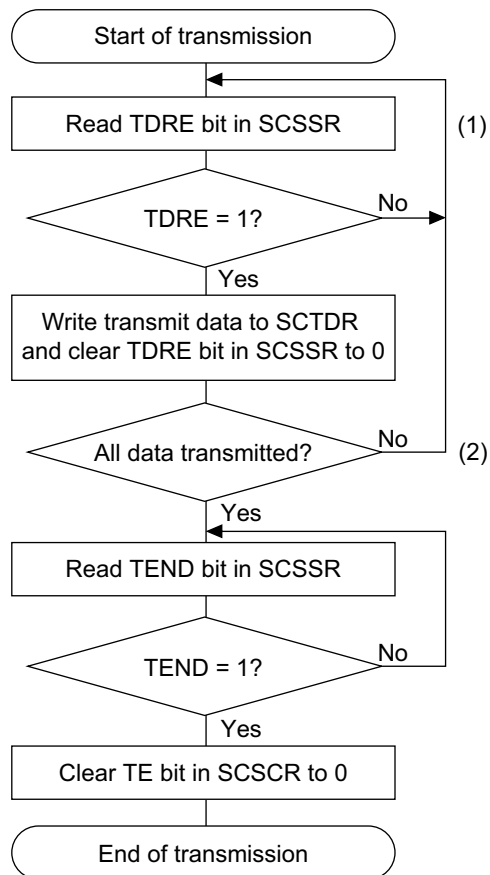 Start of transmission
Read TDRE bit in SCSSR
(1)
TDRE = 1?
No
Yes
Write transmit data to SCTDR
and clear TDRE bit in SCSSR to 0
All data transmitted?
No
(2)
Yes
Read TEND bit in SCSSR
TEND = 1?
No
Yes
Clear TE bit in SCSCR to 0
End of transmission